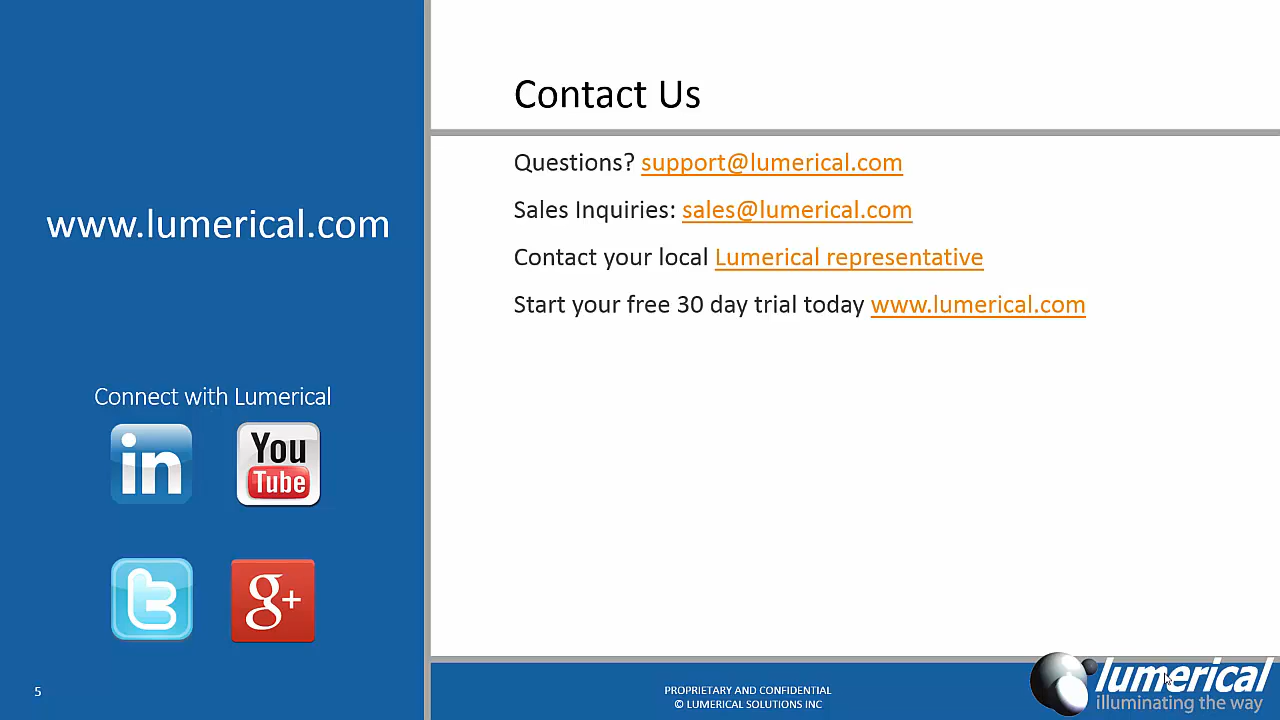 www.lumerical.com
Connect with Lumerical
in
You
Tube
t
g+
5
Contact Us
Questions? support@lumerical.com
Sales Inquiries: sales@lumerical.com
Contact your local Lumerical representative
Start your free 30 day trial today www.lumerical.com
PROPRIETARY AND CONFIDENTIAL
© LUMERICAL SOLUTIONS INC
lumerical
illuminating the way